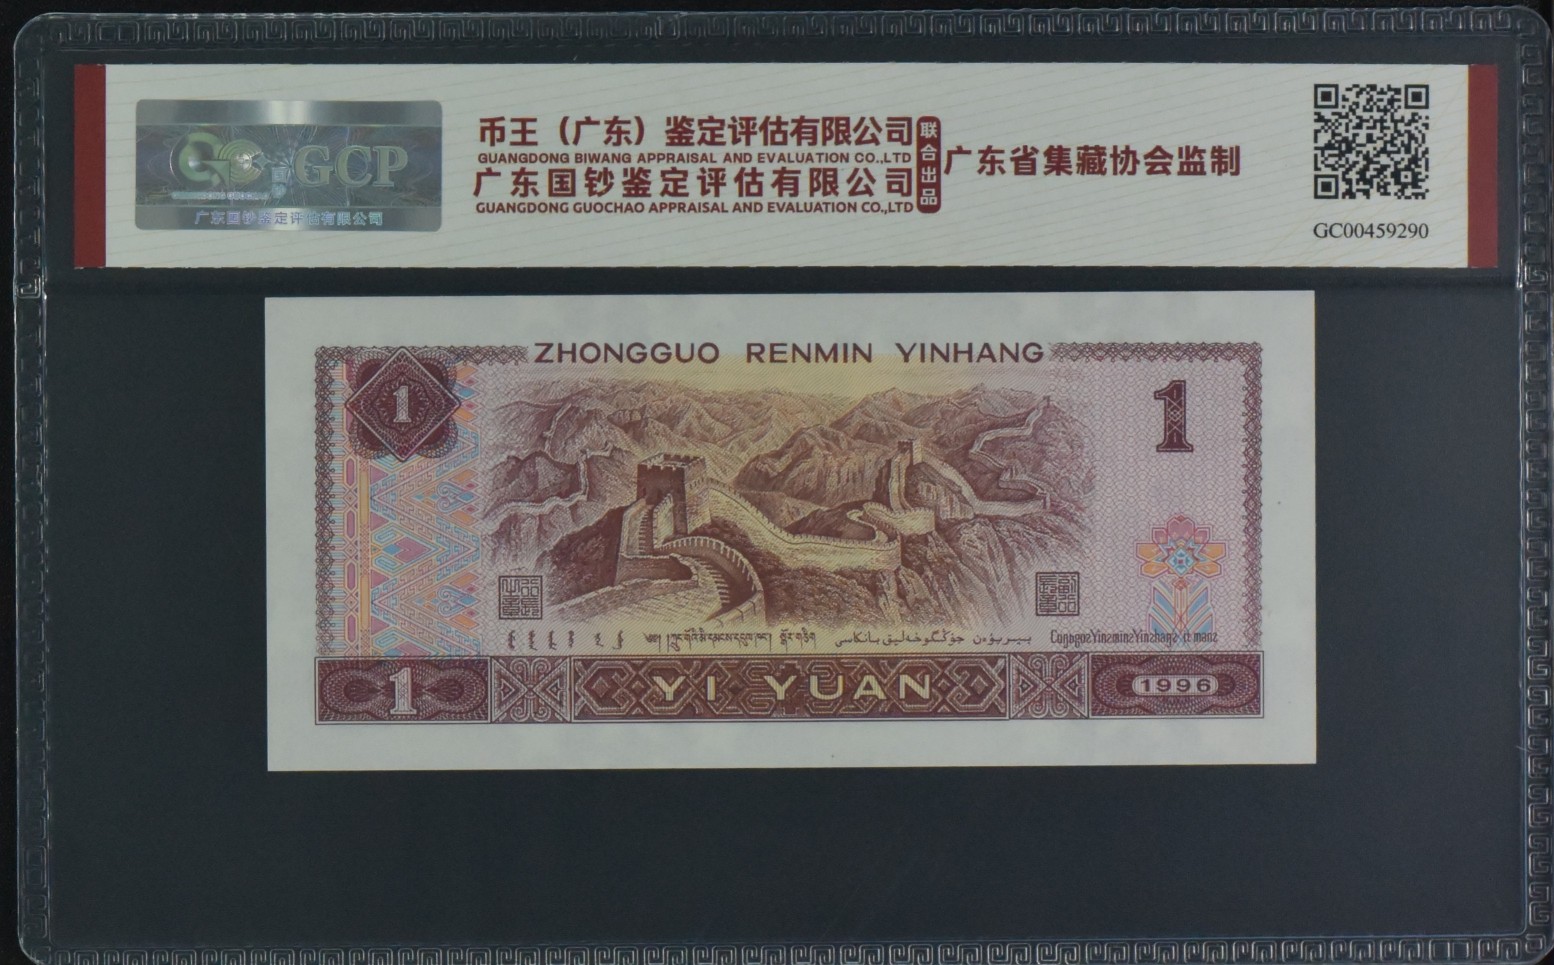 GCP
广东国钞鉴定评估有限公司
币王（广东）鉴定评估有限公司
GUANGDONG BIWANG APPRAISAL AND EVALUATION CO.,LTD
广东国钞鉴定评估有限公司
GUANGDONG GUOCHAO APPRAISAL AND EVALUATION CO.,LTD
联合出品
广东省集藏协会监制
GC00459290
ZHONGGUO RENMIN YINHANG
1
1
1
YI YUAN
1996